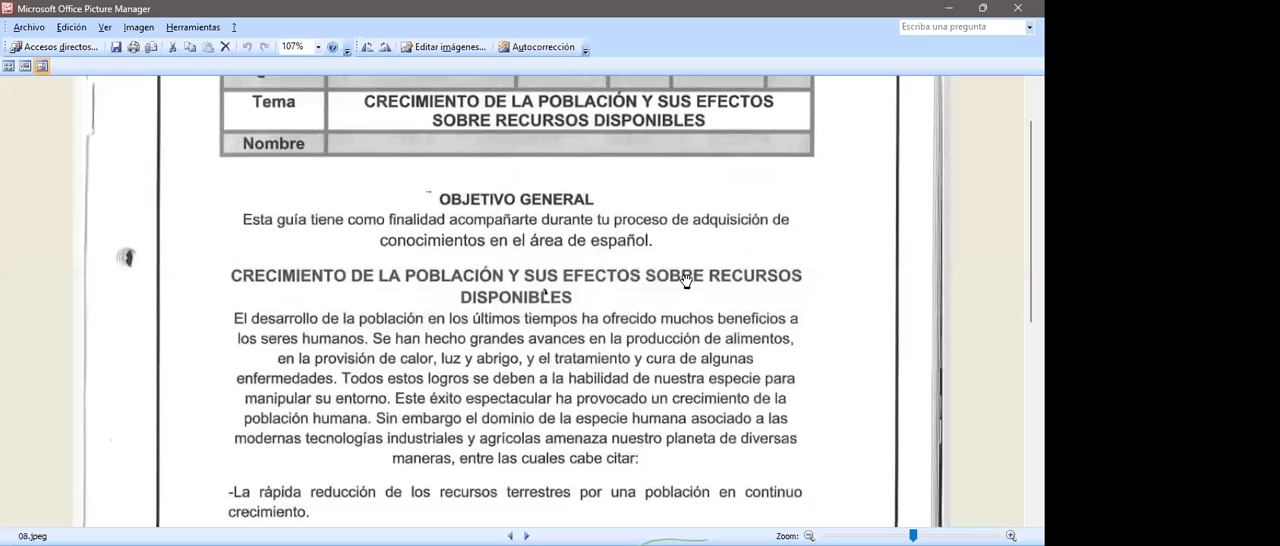 Microsoft Office Picture Manager
Archivo Edición Ver Imagen Herramientas ? Escriba una pregunta
Accesos directos... 107% Editar imágenes... Autocorrección
Tema CRECIMIENTO DE LA POBLACIÓN Y SUS EFECTOS
SOBRE RECURSOS DISPONIBLES
Nombre
OBJETIVO GENERAL
Esta guía tiene como finalidad acompañarte durante tu proceso de adquisición de
conocimientos en el área de español.
CRECIMIENTO DE LA POBLACIÓN Y SUS EFECTOS SOBRE RECURSOS
DISPONIBLES
El desarrollo de la población en los últimos tiempos ha ofrecido muchos beneficios a
los seres humanos. Se han hecho grandes avances en la producción de alimentos,
en la provisión de calor, luz y abrigo, y el tratamiento y cura de algunas
enfermedades. Todos estos logros se deben a la habilidad de nuestra especie para
manipular su entorno. Este éxito espectacular ha provocado un crecimiento de la
población humana. Sin embargo el dominio de la especie humana asociado a las
modernas tecnologías industriales y agrícolas amenaza nuestro planeta de diversas
maneras, entre las cuales cabe citar:
-La rápida reducción de los recursos terrestres por una población en continuo
crecimiento.
08.jpeg Zoom: